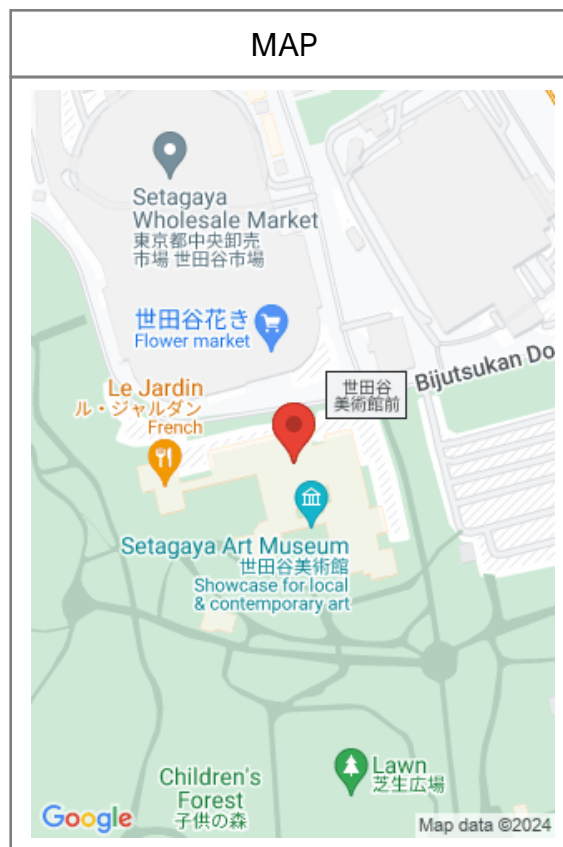 MAP
Setagaya
Wholesale Market
東京都中央卸売
市場 世田谷市場
世田谷花き
Flower market
Bijutsukan Do
世田谷
美術館前
Le Jardin
ル・ジャルダン
French
Setagaya Art Museum
世田谷美術館
Showcase for local
& contemporary art
Lawn
芝生広場
Children's
Forest
子供の森
Google
Map data ©2024